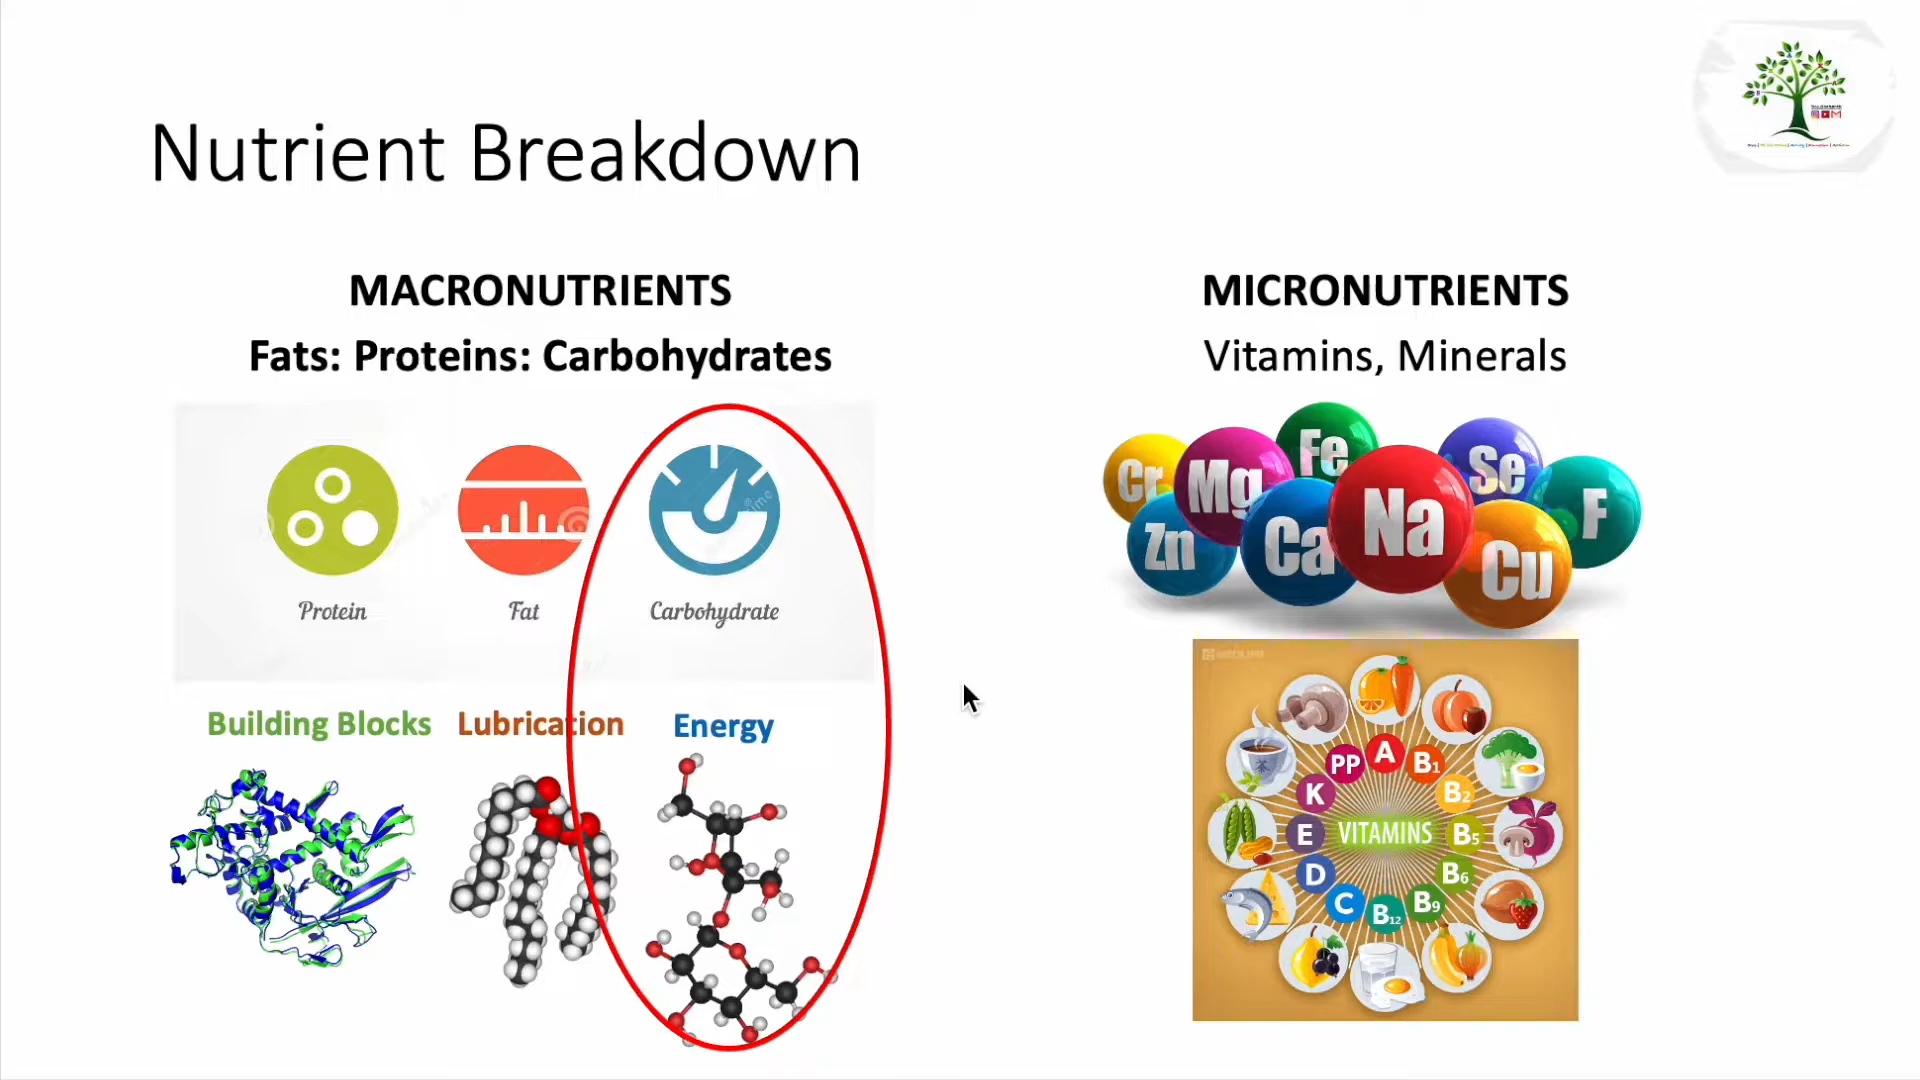 Nutrient Breakdown
MACRONUTRIENTS
Fats: Proteins: Carbohydrates
Protein
Fat
Carbohydrate
Building Blocks
Lubrication
Energy
MICRONUTRIENTS
Vitamins, Minerals
Cr
Mg
Fe
Se
F
Zn
Ca
Na
Cu
A
B1
B2
B5
B6
B9
B12
C
D
E
K
PP
VITAMINS